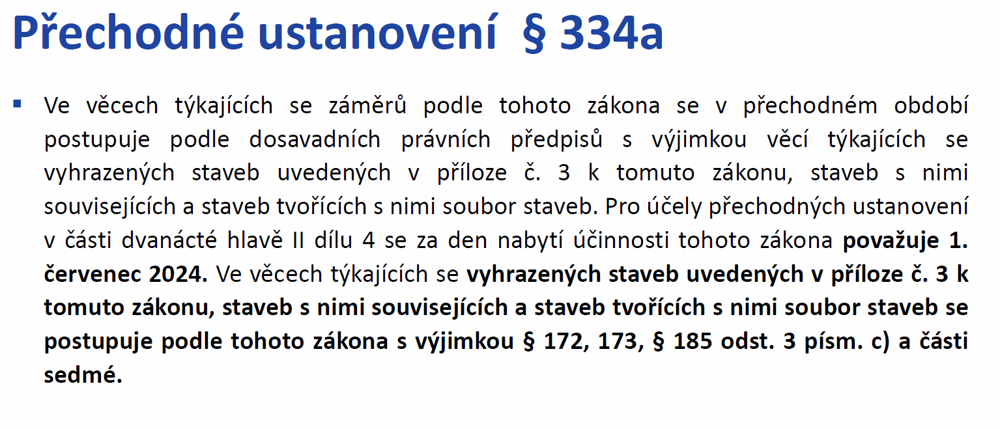 Přechodné ustanovení § 334a
▪ Ve věcech týkajících se záměrů podle tohoto zákona se v přechodném období
postupuje podle dosavadních právních předpisů s výjimkou věcí týkajících se
vyhrazených staveb uvedených v příloze č. 3 k tomuto zákonu, staveb s nimi
souvisejících a staveb tvořících s nimi soubor staveb. Pro účely přechodných ustanovení
v části dvanácté hlavě II dílu 4 se za den nabytí účinnosti tohoto zákona považuje 1.
červenec 2024. Ve věcech týkajících se vyhrazených staveb uvedených v příloze č. 3 k
tomuto zákonu, staveb s nimi souvisejících a staveb tvořících s nimi soubor staveb se
postupuje podle tohoto zákona s výjimkou § 172, 173, § 185 odst. 3 písm. c) a části
sedmé.